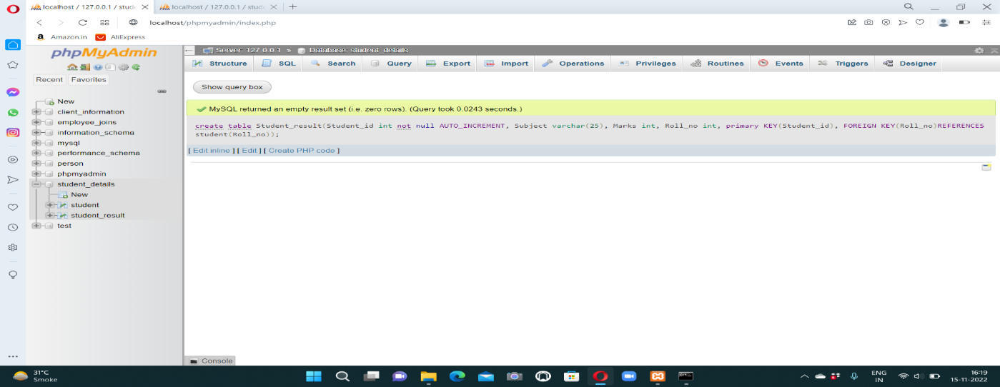 localhost / 127.0.0.1 / stude
localhost / 127.0.0.1 / stude
localhost/phpmyadmin/index.php
Amazon.in
AliExpress
phpMyAdmin
Recent
Favorites
New
client_information
employee_joins
information_schema
mysql
performance_schema
person
phpmyadmin
student_details
New
student
student_result
test
Server: 127.0.0.1 » Database: student_details
Structure SQL Search Query Export Import Operations Privileges Routines Events Triggers Designer
Show query box
MySQL returned an empty result set (i.e. zero rows). (Query took 0.0243 seconds.)
create table Student_result(Student_id int not null AUTO_INCREMENT, Subject varchar(25), Marks int, Roll_no int, primary KEY(Student_id), FOREIGN KEY(Roll_no)REFERENCES
student(Roll_no));
[ Edit inline ] [ Edit ] [ Create PHP code ]
Console
31°C
Smoke
ENG
IN
16:19
15-11-2022